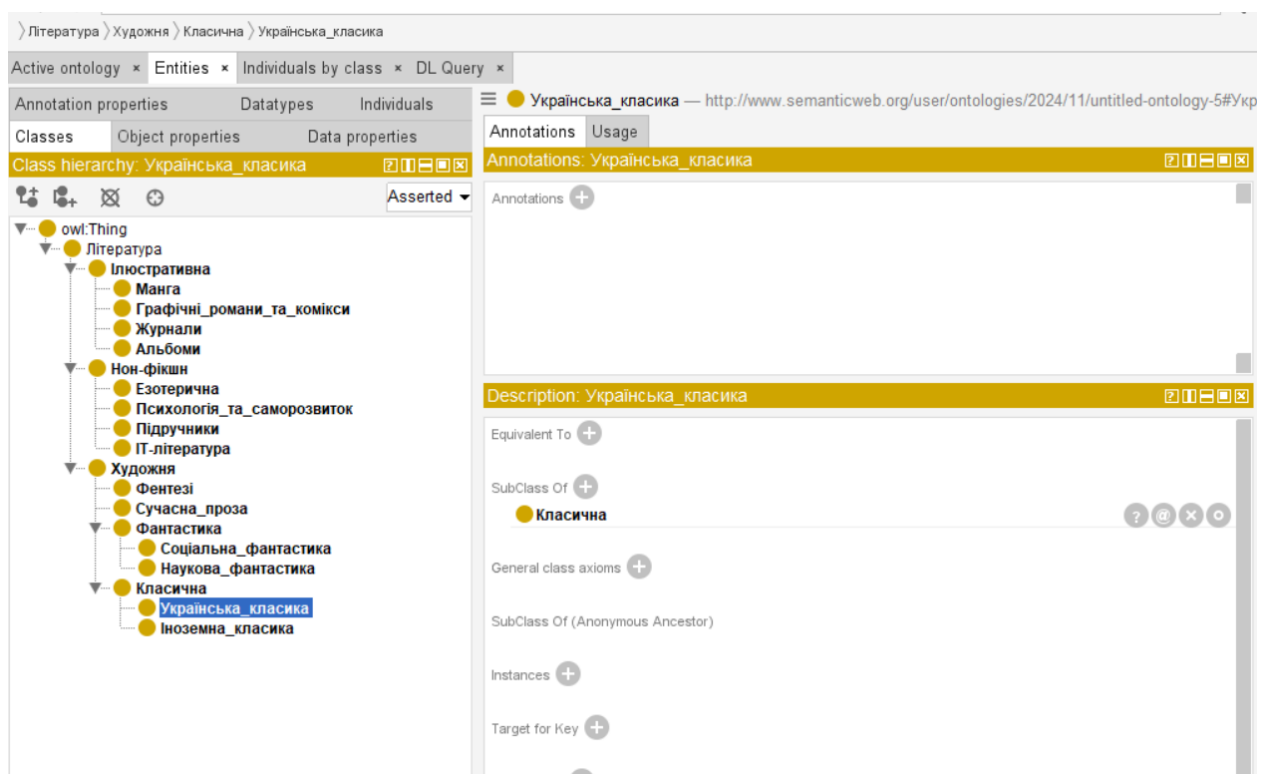 〉Література 〉Художня 〉Класична 〉Українська_класика
Active ontology × Entities × Individuals by class × DL Query ×
Annotation properties Datatypes Individuals
Classes Object properties Data properties
Class hierarchy: Українська_класика
Asserted
owl:Thing
Література
Ілюстративна
Манга
Графічні_романи_та_комікси
Журнали
Альбоми
Нон-фікшн
Езотерична
Психологія_та_саморозвиток
Підручники
ІТ-література
Художня
Фентезі
Сучасна_проза
Фантастика
Соціальна_фантастика
Наукова_фантастика
Класична
Українська_класика
Іноземна_класика
Українська_класика — http://www.semanticweb.org/user/ontologies/2024/11/untitled-ontology-5#Укр
Annotations Usage
Annotations: Українська_класика
Annotations
Description: Українська_класика
Equivalent To
SubClass Of
Класична
General class axioms
SubClass Of (Anonymous Ancestor)
Instances
Target for Key